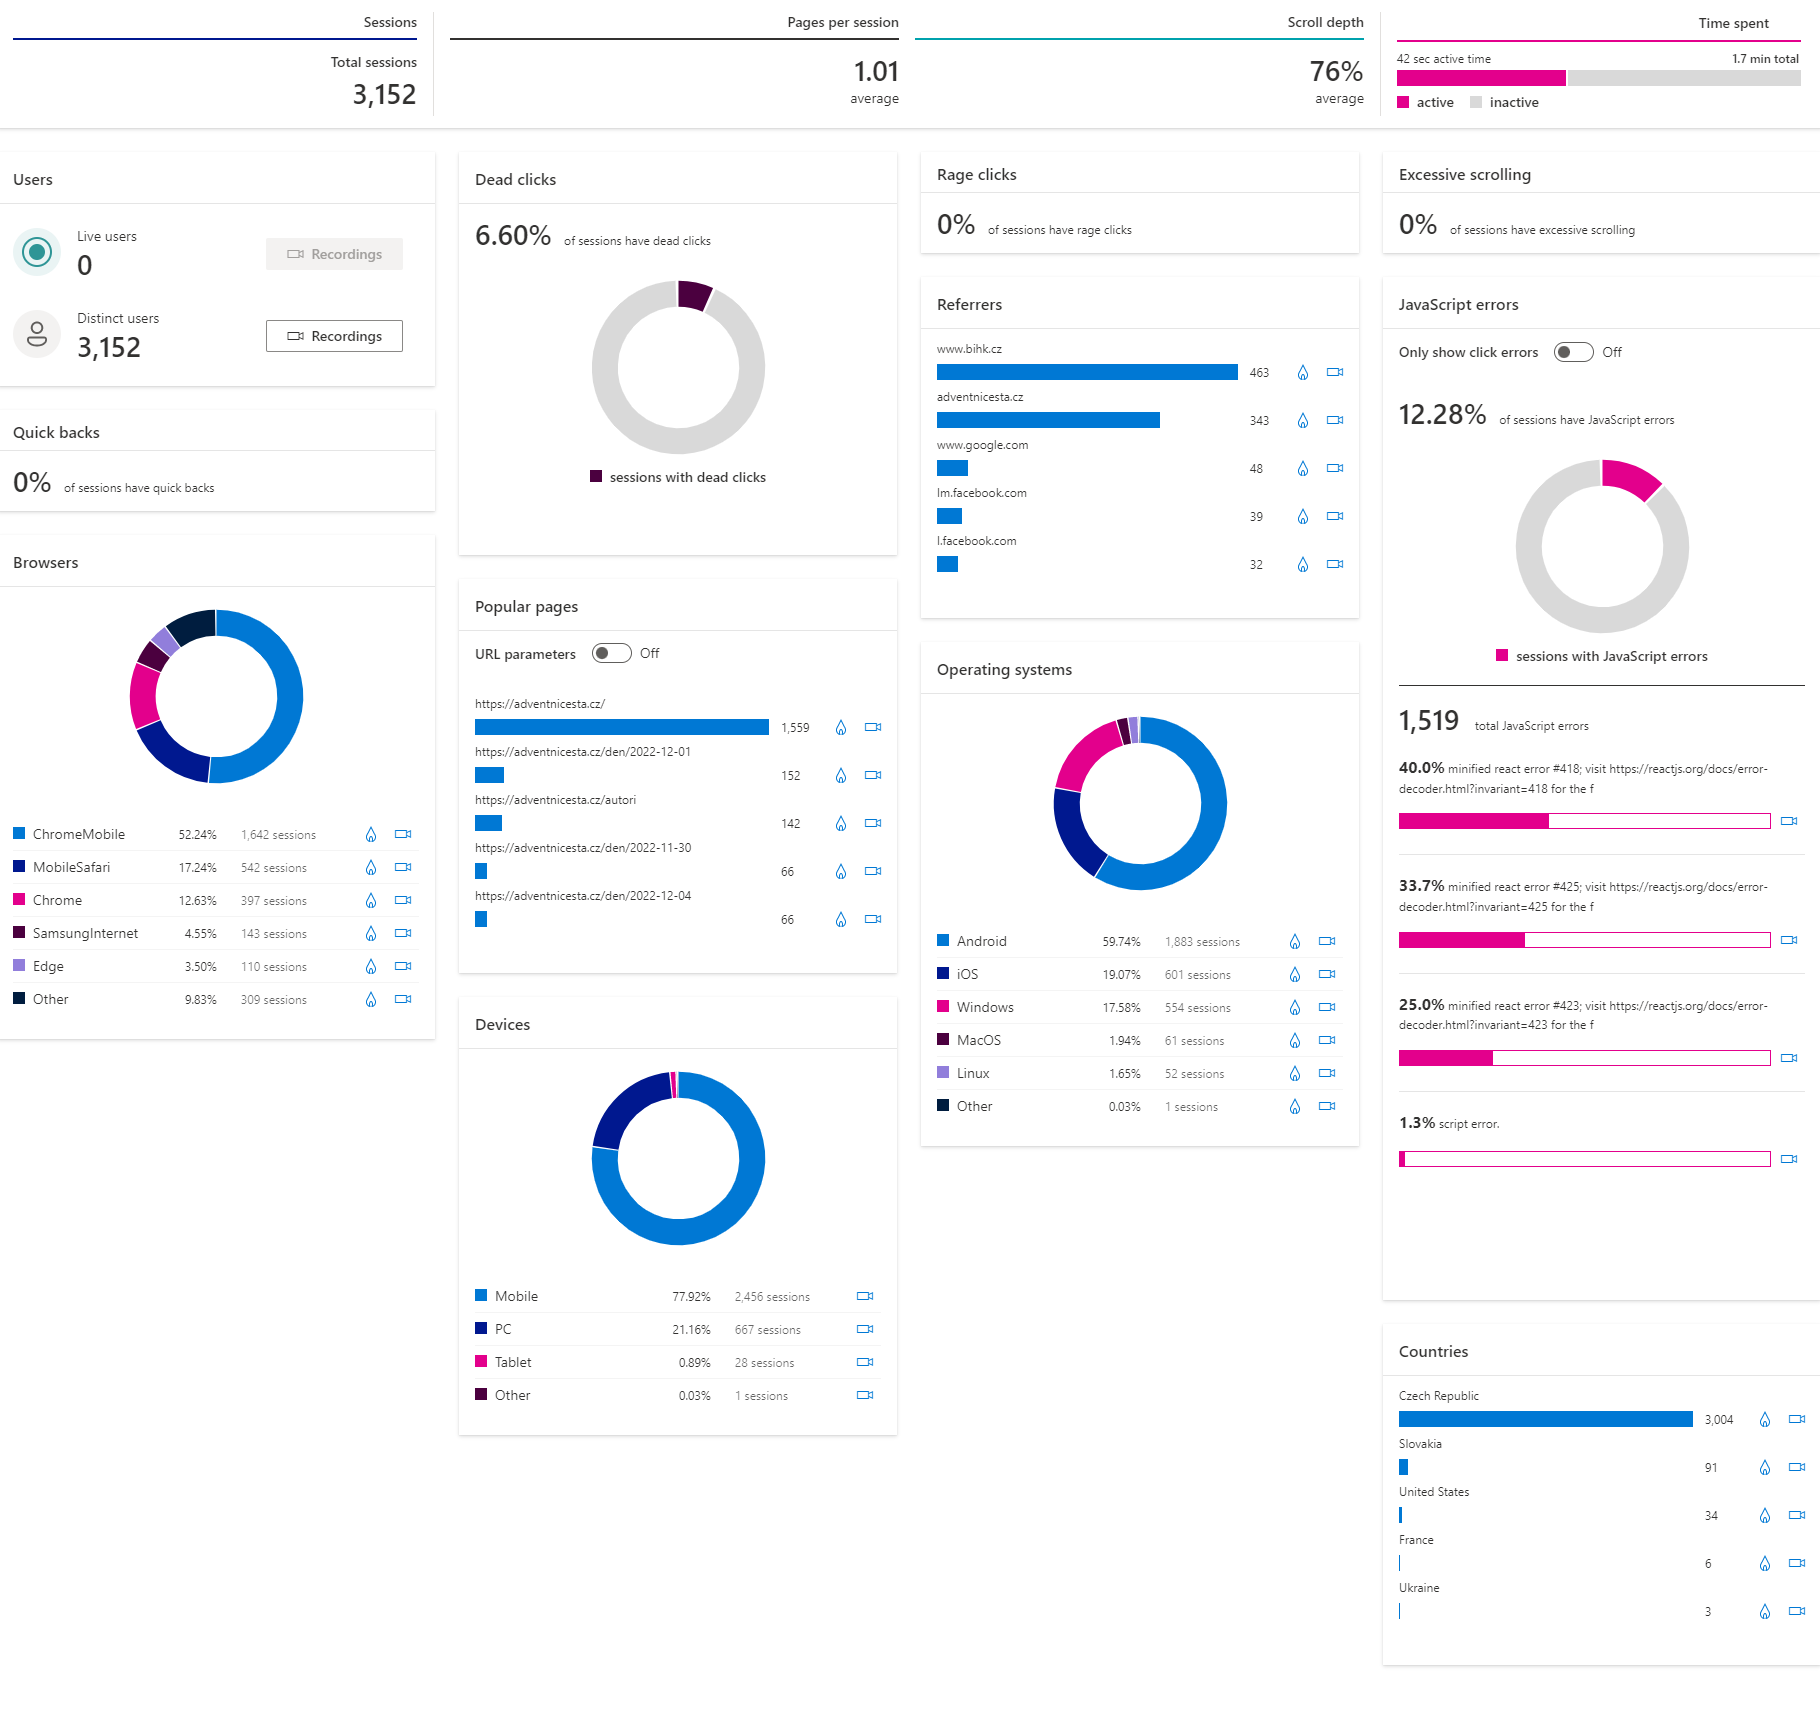 Sessions
Total sessions
3,152
Pages per session
1.01
average
Scroll depth
76%
average
Time spent
42 sec active time 1.7 min total
active inactive
Users
Live users
0
Recordings
Distinct users
3,152
Recordings
Quick backs
0% of sessions have quick backs
Browsers
ChromeMobile 52.24% 1,642 sessions
MobileSafari 17.24% 542 sessions
Chrome 12.63% 397 sessions
SamsungInternet 4.55% 143 sessions
Edge 3.50% 110 sessions
Other 9.83% 309 sessions
Dead clicks
6.60% of sessions have dead clicks
sessions with dead clicks
Popular pages
URL parameters Off
https://adventnicesta.cz/
1,559
https://adventnicesta.cz/den/2022-12-01
152
https://adventnicesta.cz/autori
142
https://adventnicesta.cz/den/2022-11-30
66
https://adventnicesta.cz/den/2022-12-04
66
Devices
Mobile 77.92% 2,456 sessions
PC 21.16% 667 sessions
Tablet 0.89% 28 sessions
Other 0.03% 1 sessions
Rage clicks
0% of sessions have rage clicks
Referrers
www.bihk.cz
463
adventnicesta.cz
343
www.google.com
48
lm.facebook.com
39
l.facebook.com
32
Operating systems
Android 59.74% 1,883 sessions
iOS 19.07% 601 sessions
Windows 17.58% 554 sessions
MacOS 1.94% 61 sessions
Linux 1.65% 52 sessions
Other 0.03% 1 sessions
Excessive scrolling
0% of sessions have excessive scrolling
JavaScript errors
Only show click errors Off
12.28% of sessions have JavaScript errors
sessions with JavaScript errors
1,519 total JavaScript errors
40.0% minified react error #418; visit https://reactjs.org/docs/error-
decoder.html?invariant=418 for the f
33.7% minified react error #425; visit https://reactjs.org/docs/error-
decoder.html?invariant=425 for the f
25.0% minified react error #423; visit https://reactjs.org/docs/error-
decoder.html?invariant=423 for the f
1.3% script error.
Countries
Czech Republic
3,004
Slovakia
91
United States
34
France
6
Ukraine
3